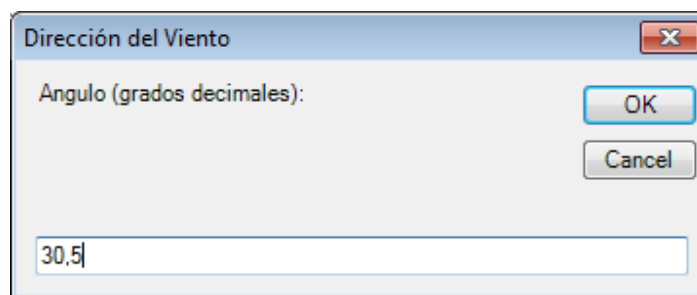 Dirección del Viento
Angulo (grados decimales):
OK
Cancel
30,5